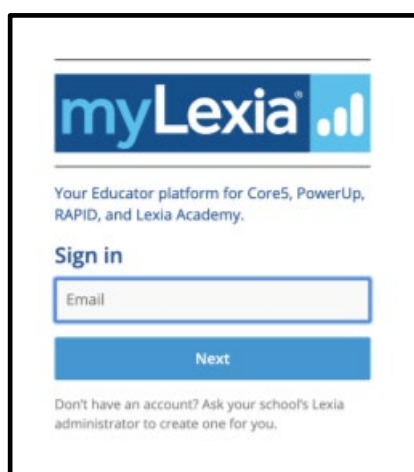 myLexia®
Your Educator platform for Core5, PowerUp,
RAPID, and Lexia Academy.
Sign in
Email
Next
Don't have an account? Ask your school's Lexia
administrator to create one for you.